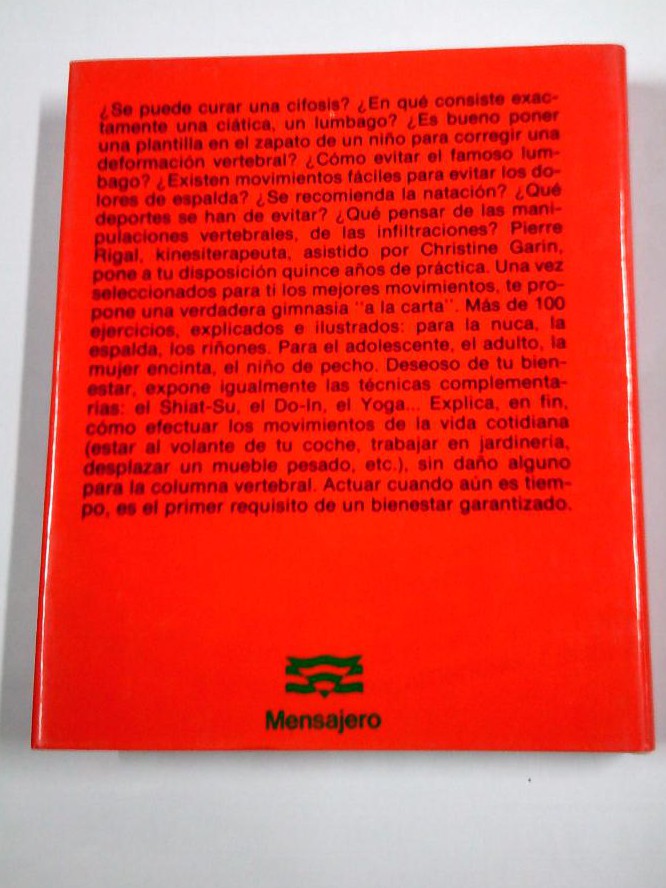 ¿Se puede curar una cifosis? ¿En qué consiste exac-
tamente una ciática, un lumbago? ¿Es bueno poner
una plantilla en el zapato de un niño para corregir una
deformación vertebral? ¿Cómo evitar el famoso lum-
bago? ¿Existen movimientos fáciles para evitar los do-
lores de espalda? ¿Se recomienda la natación? ¿Qué
deportes se han de evitar? ¿Qué pensar de las mani-
pulaciones vertebrales, de las infiltraciones? Pierre
Rigal, kinesiterapeuta, asistido por Christine Garin,
pone a tu disposición quince años de práctica. Una vez
seleccionados para ti los mejores movimientos, te pro-
pone una verdadera gimnasia "a la carta". Más de 100
ejercicios, explicados e ilustrados: para la nuca, la
espalda, los riñones. Para el adolescente, el adulto, la
mujer encinta, el niño de pecho. Deseoso de tu bien-
estar, expone igualmente las técnicas complementa-
rias: el Shiat-Su, el Do-In, el Yoga... Explica, en fin,
cómo efectuar los movimientos de la vida cotidiana
(estar al volante de tu coche, trabajar en jardinería,
desplazar un mueble pesado, etc.), sin daño alguno
para la columna vertebral. Actuar cuando aún es tiem-
po, es el primer requisito de un bienestar garantizado.
Mensajero